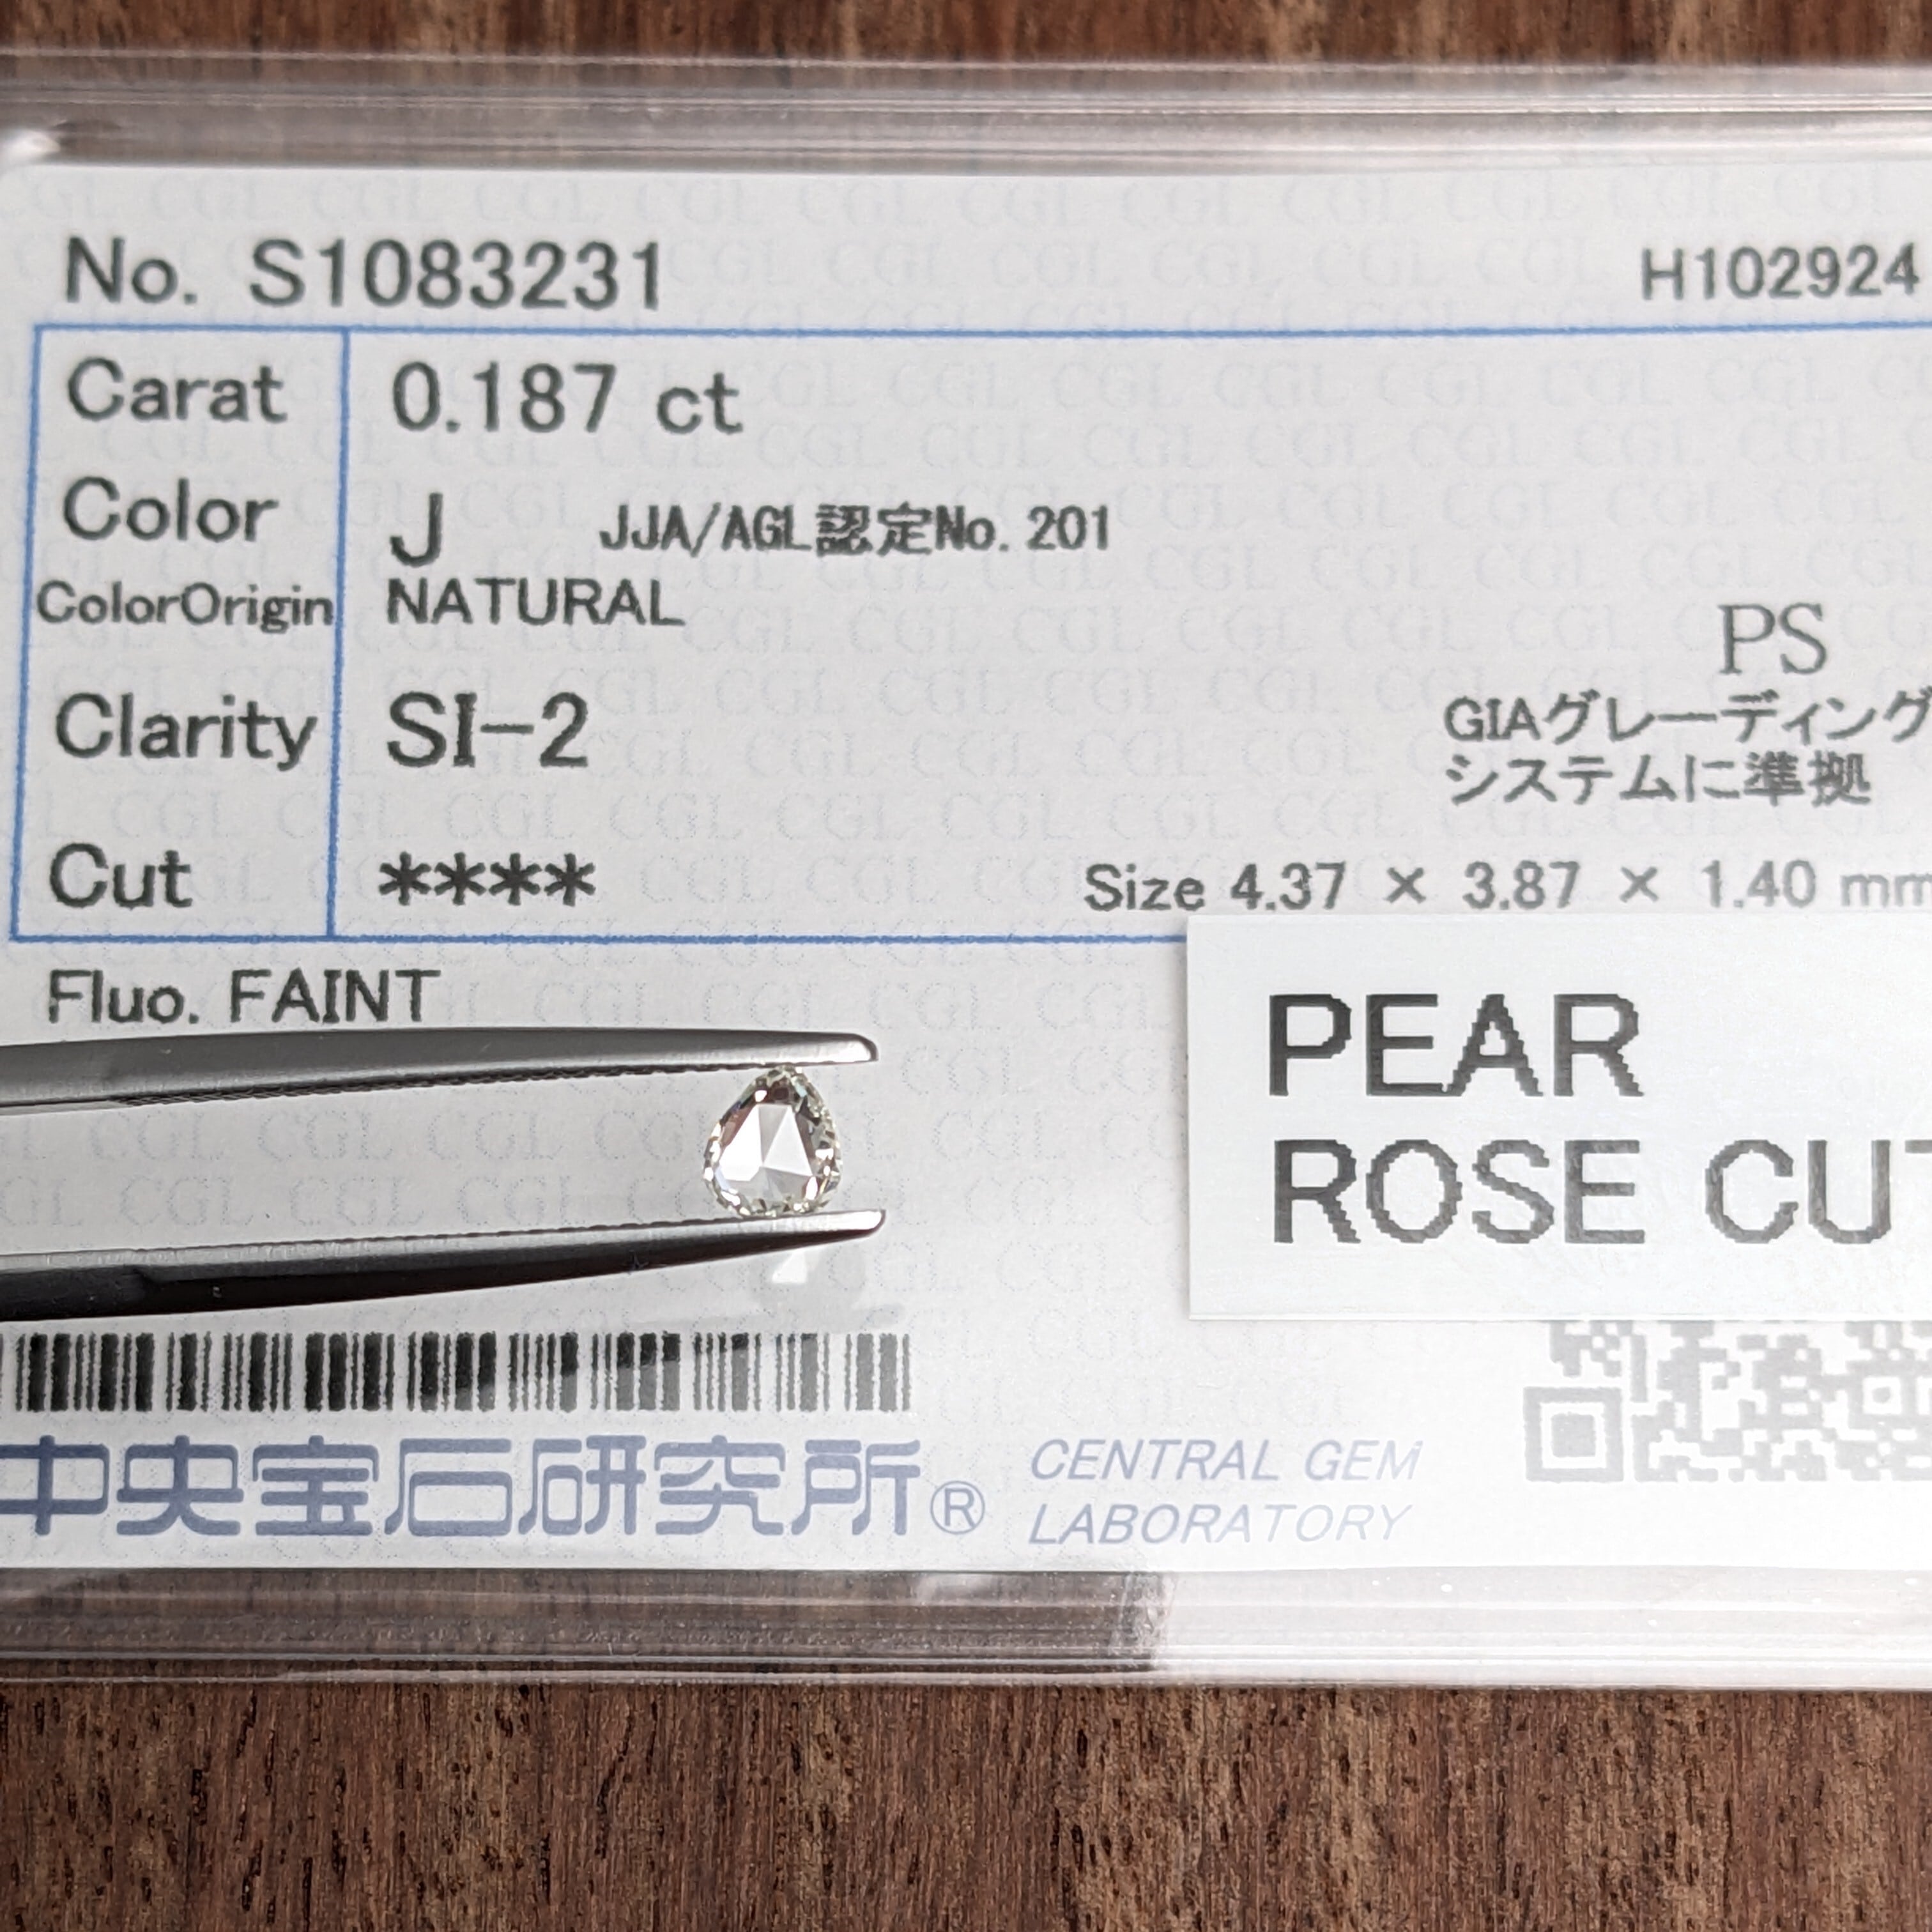 No. S1083231 H102924
Carat 0.187 ct
Color J JJA/AGL認定No. 201
ColorOrigin NATURAL
PS
Clarity SI-2
GIAグレーディング
システムに準拠
Cut ****
Size 4.37 × 3.87 × 1.40 mm
Fluo. FAINT
PEAR
ROSE CUT
中央宝石研究所®
CENTRAL GEM
LABORATORY